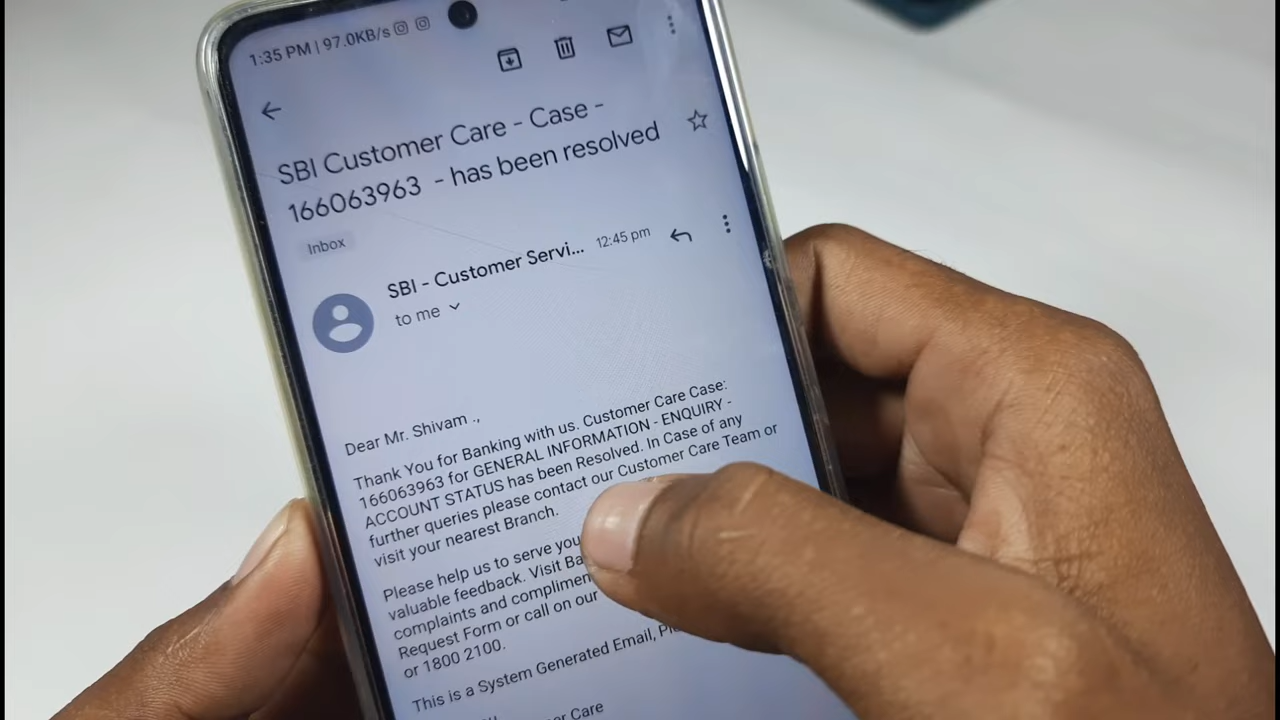 1:35 PM | 97.0KB/s
SBI Customer Care - Case -
166063963 - has been resolved
Inbox
SBI - Customer Servi... 12:45 pm
to me
Dear Mr. Shivam .,
Thank You for Banking with us. Customer Care Case:
166063963 for GENERAL INFORMATION - ENQUIRY -
ACCOUNT STATUS has been Resolved. In Case of any
further queries please contact our Customer Care Team or
visit your nearest Branch.
Please help us to serve you
valuable feedback. Visit
complaints and
Request Form or call on our
or 1800 2100.
This is a System Generated Email,
Care